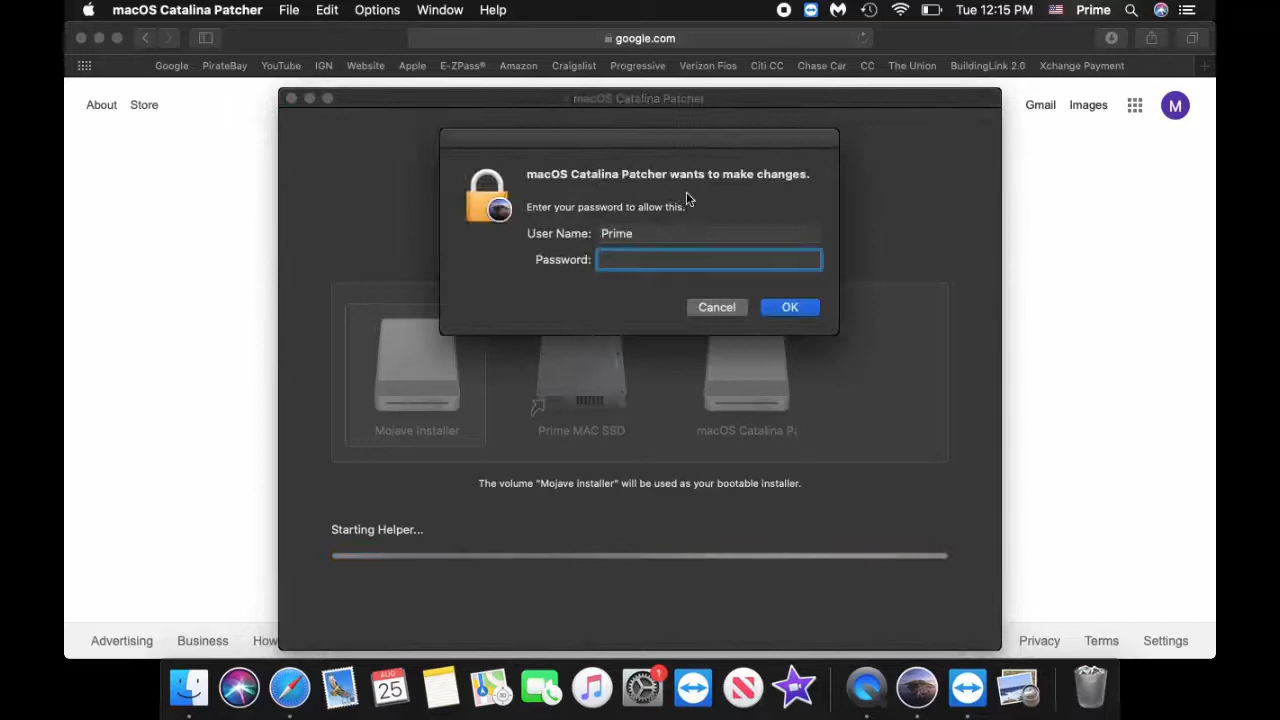 macOS Catalina Patcher File Edit Options Window Help Tue 12:15 PM Prime
google.com
Google PirateBay YouTube IGN Website Apple E-ZPass® Amazon Craigslist Progressive Verizon Fios Citi CC Chase Car CC The Union BuildingLink 2.0 Xchange Payment
About Store Gmail Images M
macOS Catalina Patcher
macOS Catalina Patcher wants to make changes.
Enter your password to allow this.
User Name: Prime
Password:
Cancel OK
Mojave installer Prime MAC SSD macOS Catalina Pa
The volume "Mojave installer" will be used as your bootable installer.
Starting Helper...
Advertising Business How Privacy Terms Settings
AUG
25
1